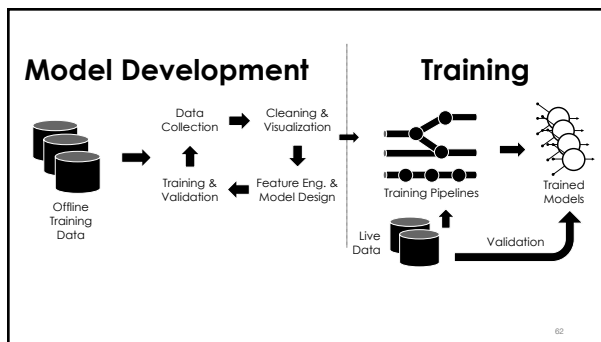 Model Development
Training
Data
Collection
Cleaning &
Visualization
Training &
Validation
Feature Eng. &
Model Design
Offline
Training
Data
Training Pipelines
Trained
Models
Live
Data
Validation
62